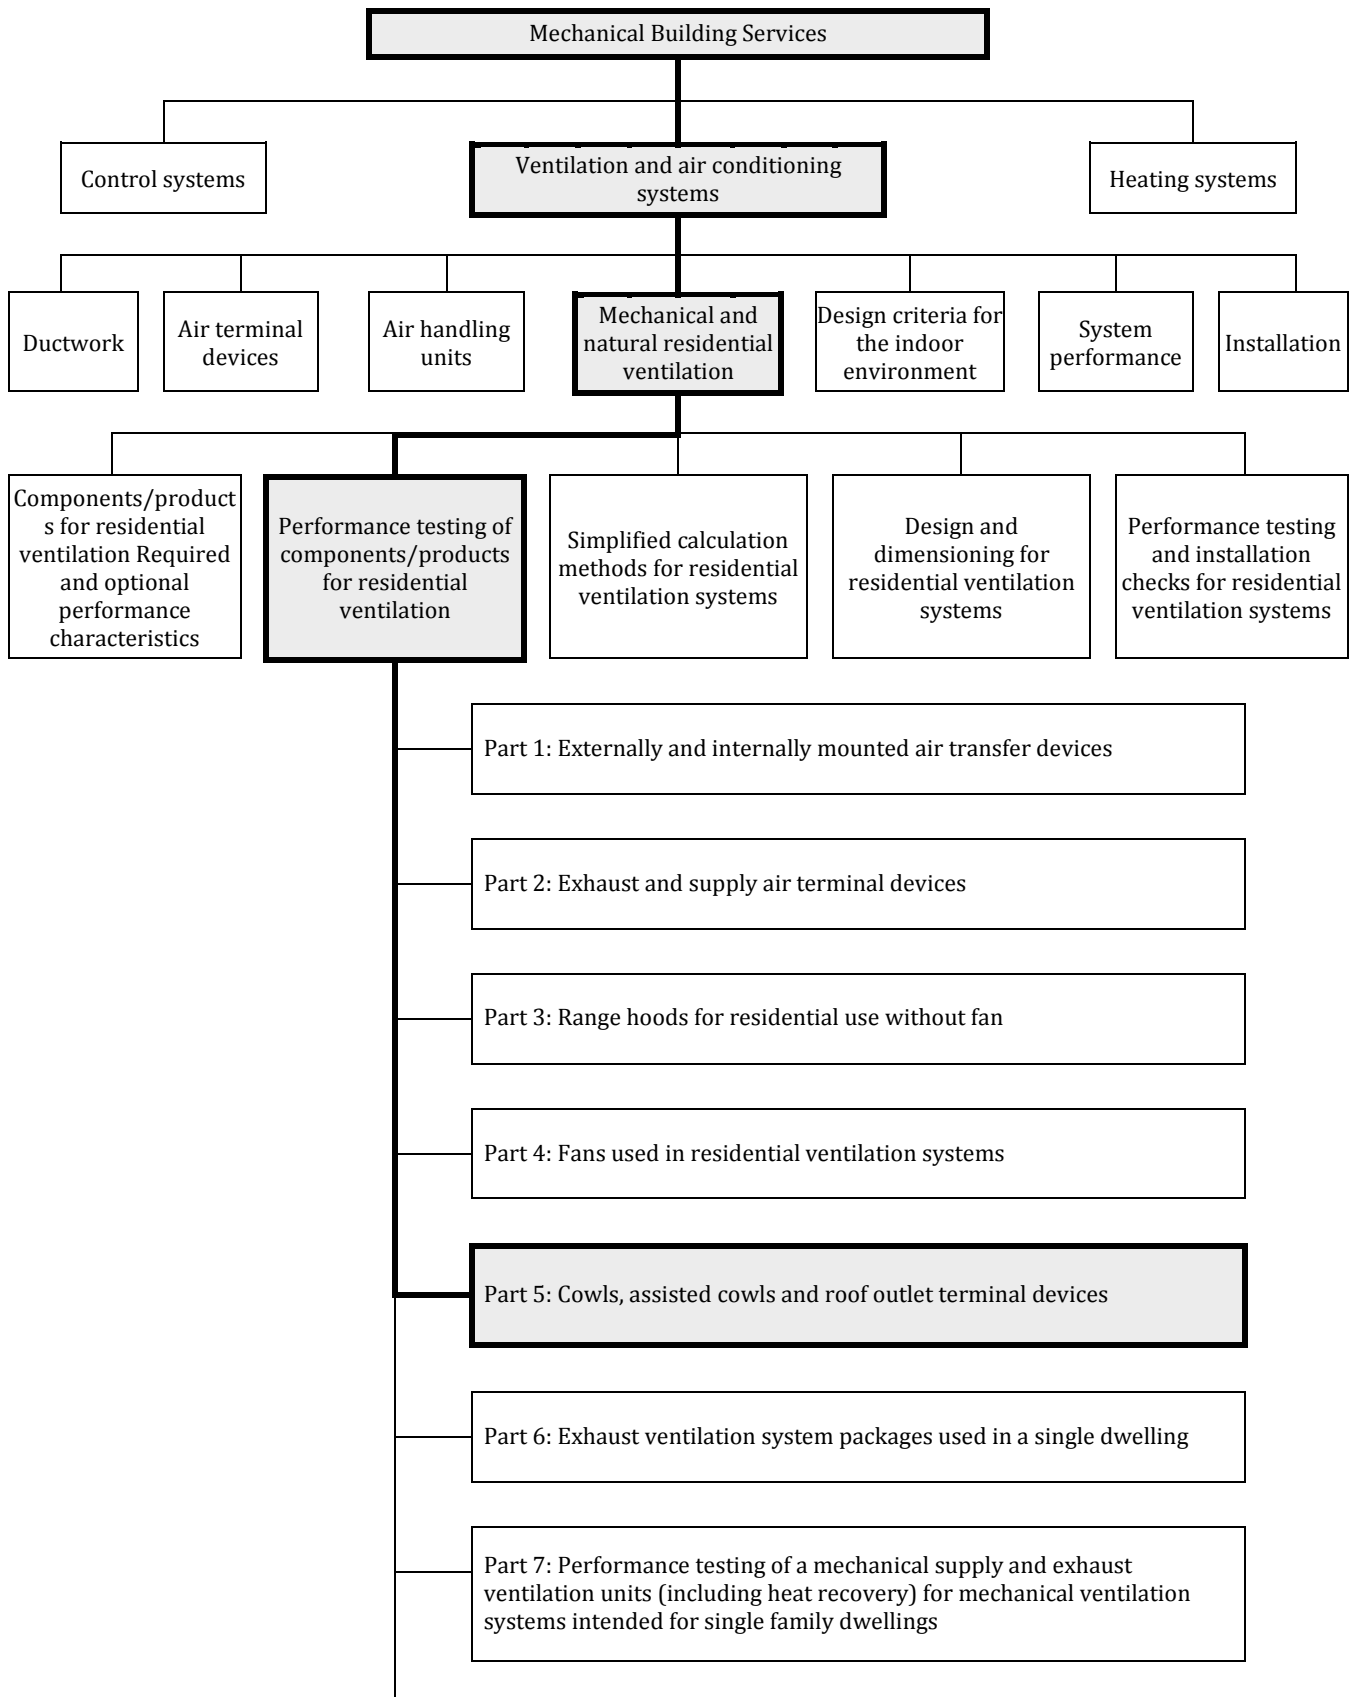 Mechanical Building Services
Control systems
Ventilation and air conditioning
systems
Heating systems
Ductwork
Air terminal
devices
Air handling
units
Mechanical and
natural residential
ventilation
Design criteria for
the indoor
environment
System
performance
Installation
Components/product
s for residential
ventilation Required
and optional
performance
characteristics
Performance testing of
components/products
for residential
ventilation
Simplified calculation
methods for residential
ventilation systems
Design and
dimensioning for
residential ventilation
systems
Performance testing
and installation
checks for residential
ventilation systems
Part 1: Externally and internally mounted air transfer devices
Part 2: Exhaust and supply air terminal devices
Part 3: Range hoods for residential use without fan
Part 4: Fans used in residential ventilation systems
Part 5: Cowls, assisted cowls and roof outlet terminal devices
Part 6: Exhaust ventilation system packages used in a single dwelling
Part 7: Performance testing of a mechanical supply and exhaust
ventilation units (including heat recovery) for mechanical ventilation
systems intended for single family dwellings